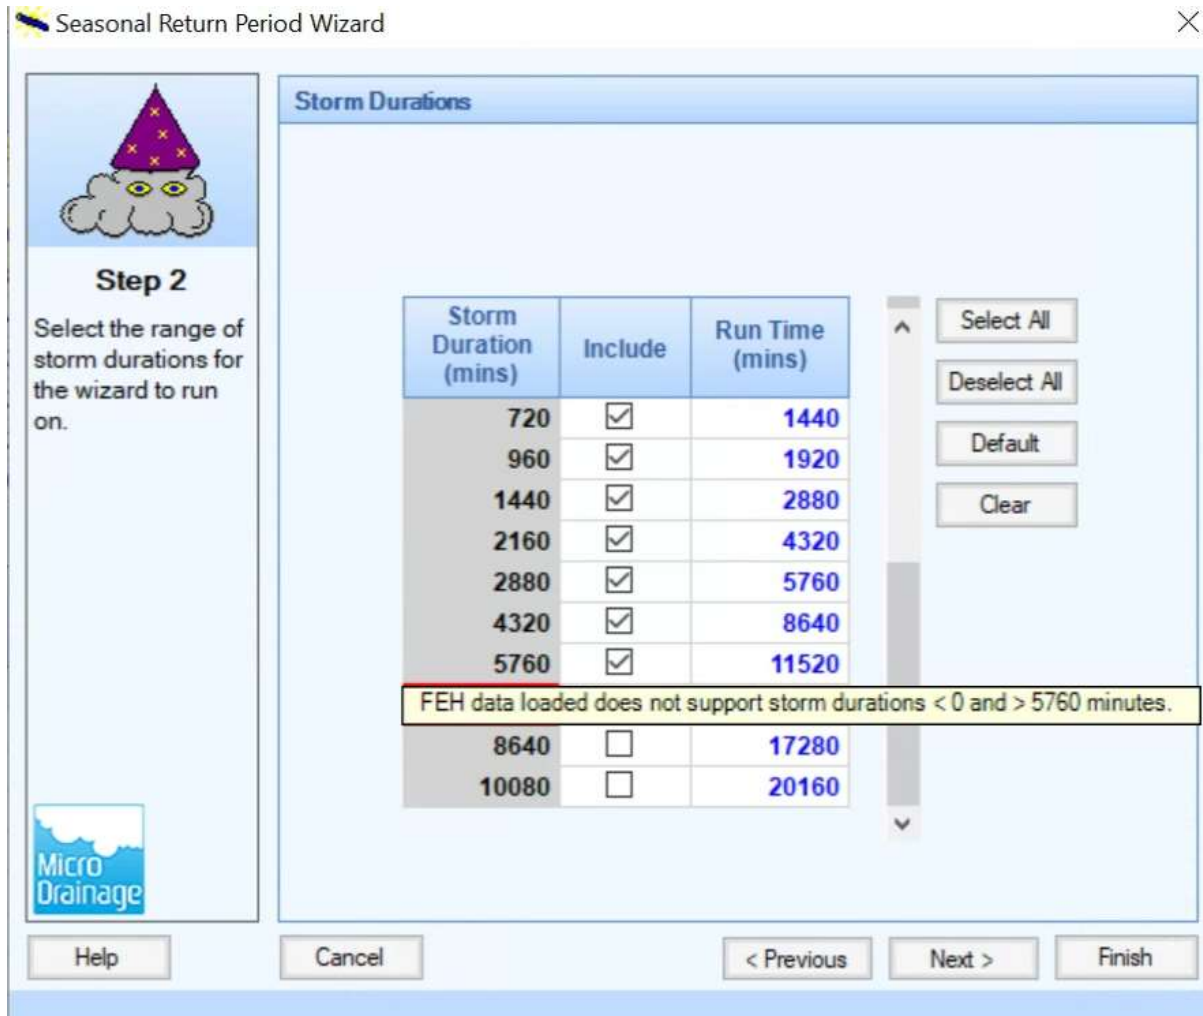 Seasonal Return Period Wizard
Storm Durations
Step 2
Select the range of
storm durations for
the wizard to run
on.
Storm
Duration
(mins)
Include
Run Time
(mins)
720
1440
960
1920
1440
2880
2160
4320
2880
5760
4320
8640
5760
11520
FEH data loaded does not support storm durations < 0 and > 5760 minutes.
8640
17280
10080
20160
Select All
Deselect All
Default
Clear
Micro
Drainage
Help
Cancel
< Previous
Next >
Finish